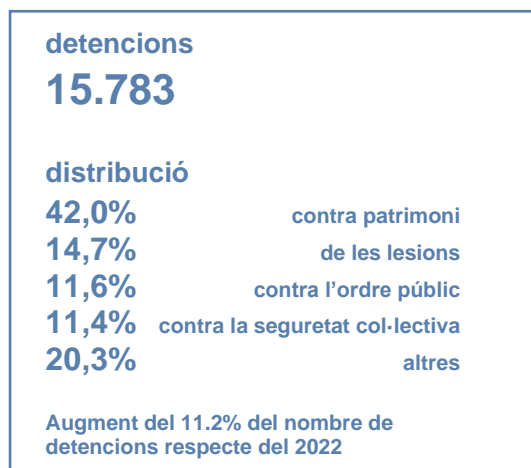 detencions
15.783
distribució
42,0% contra patrimoni
14,7% de les lesions
11,6% contra l'ordre públic
11,4% contra la seguretat col·lectiva
20,3% altres
Augment del 11.2% del nombre de
detencions respecte del 2022